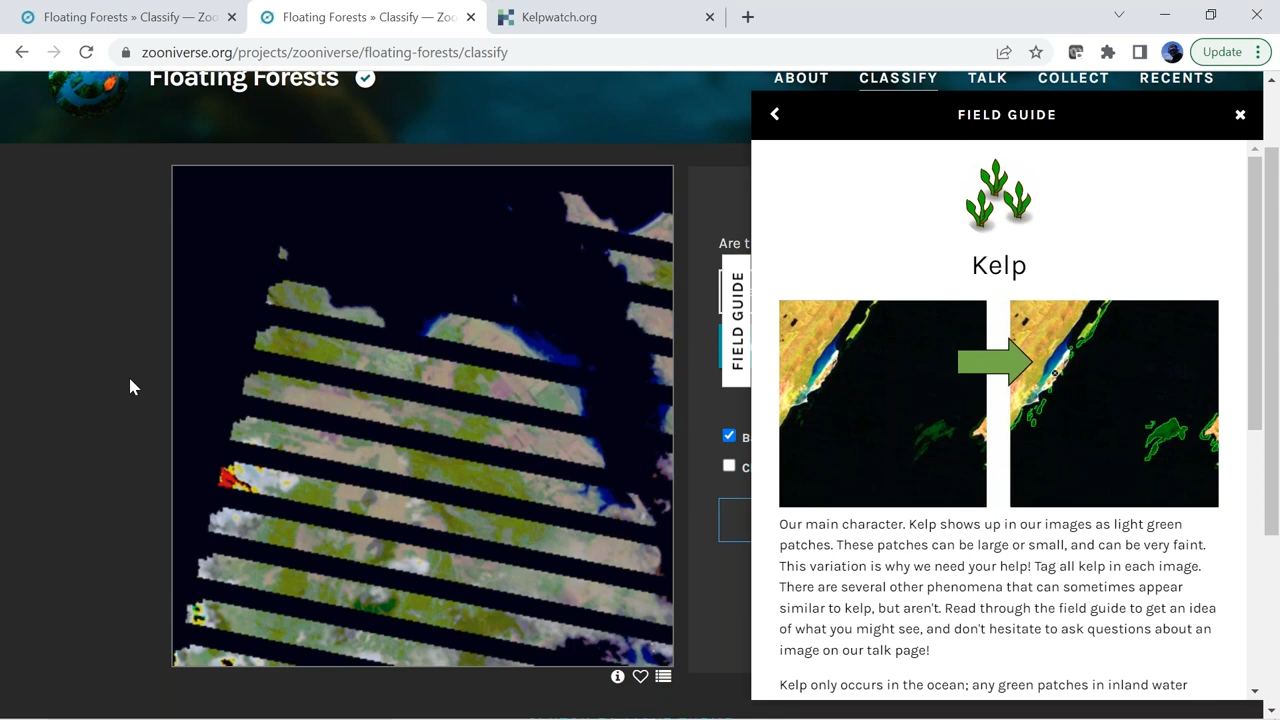 Floating Forests » Classify — Zoo
Floating Forests » Classify — Zoo
Kelpwatch.org
zooniverse.org/projects/zooniverse/floating-forests/classify
Update
Floating Forests
ABOUT CLASSIFY TALK COLLECT RECENTS
FIELD GUIDE
Kelp
Are t
FIELD GUIDE
Our main character. Kelp shows up in our images as light green
patches. These patches can be large or small, and can be very faint.
This variation is why we need your help! Tag all kelp in each image.
There are several other phenomena that can sometimes appear
similar to kelp, but aren't. Read through the field guide to get an idea
of what you might see, and don't hesitate to ask questions about an
image on our talk page!
Kelp only occurs in the ocean; any green patches in inland water